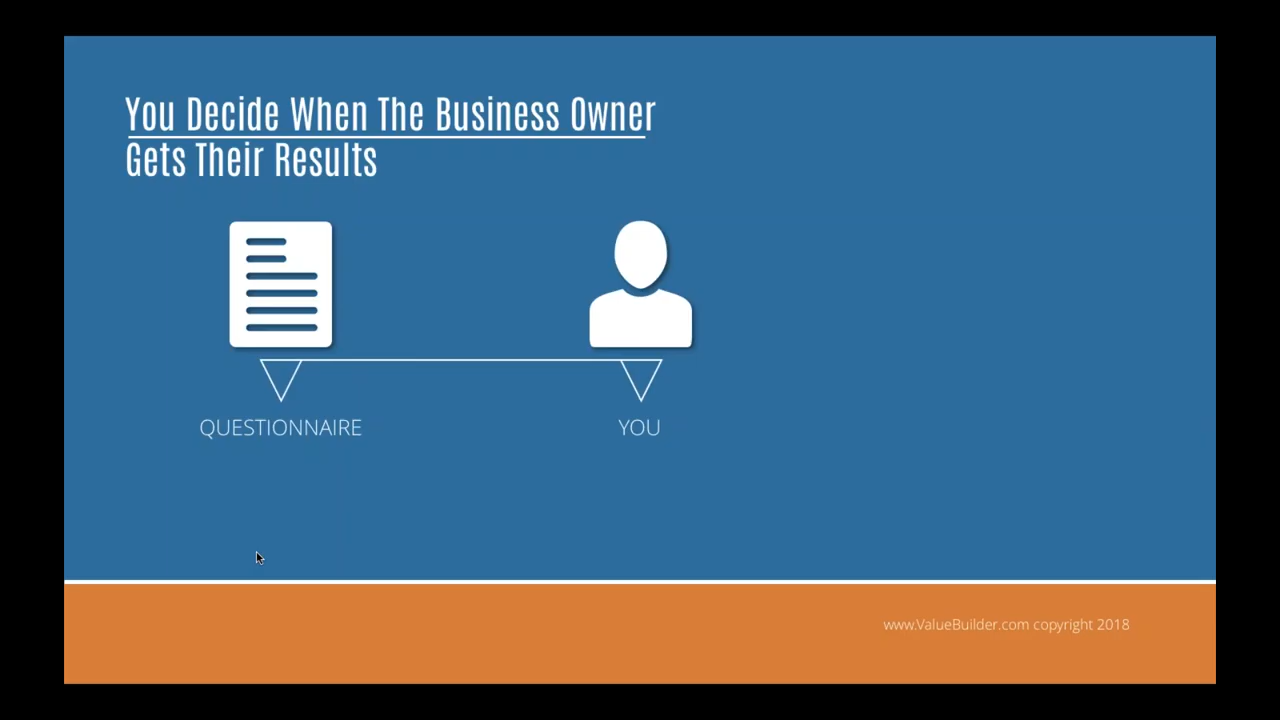 You Decide When The Business Owner
Gets Their Results
QUESTIONNAIRE
YOU
www.ValueBuilder.com copyright 2018